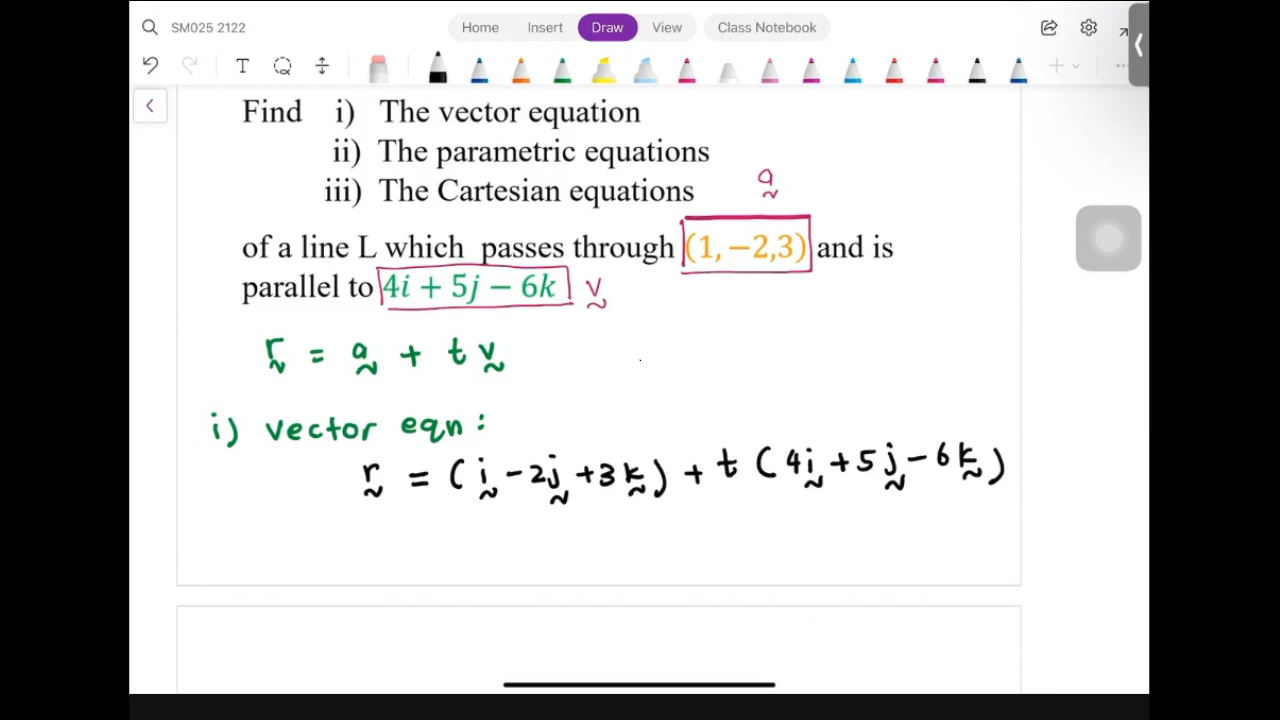 SM025 2122
Home Insert Draw View Class Notebook
T
Find i) The vector equation
ii) The parametric equations
iii) The Cartesian equations
a
of a line L which passes through (1, −2,3) and is
parallel to 4i + 5j − 6k v
r = a + t v
i) vector eqn :
r = (i - 2j + 3k) + t (4i + 5j - 6k)